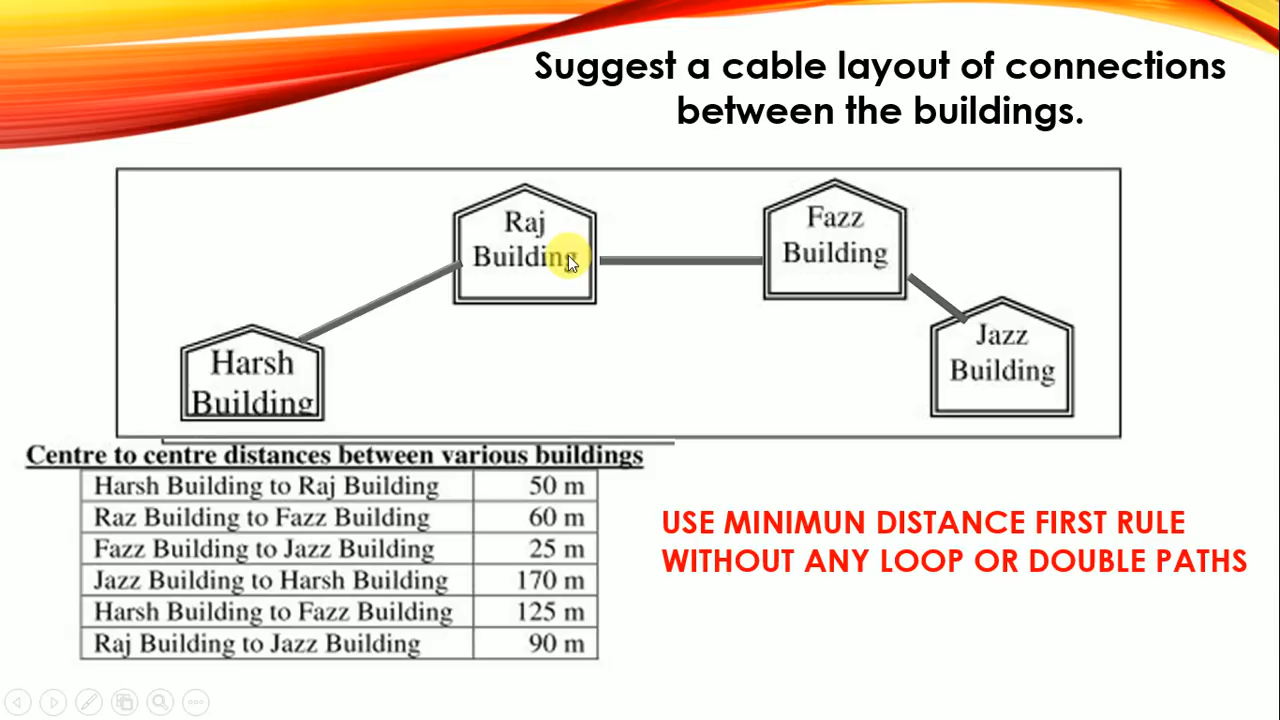 Suggest a cable layout of connections
between the buildings.
Raj
Building
Fazz
Building
Harsh
Building
Jazz
Building
Centre to centre distances between various buildings
Harsh Building to Raj Building 50 m
Raz Building to Fazz Building 60 m
Fazz Building to Jazz Building 25 m
Jazz Building to Harsh Building 170 m
Harsh Building to Fazz Building 125 m
Raj Building to Jazz Building 90 m
USE MINIMUN DISTANCE FIRST RULE
WITHOUT ANY LOOP OR DOUBLE PATHS